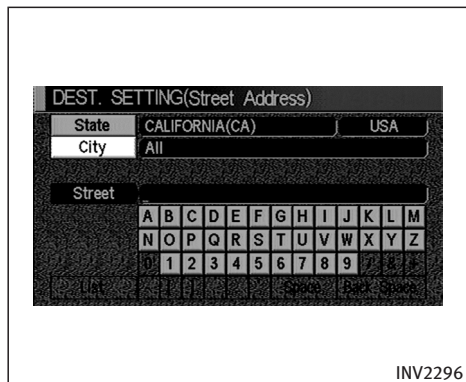 DEST. SETTING(Street Address)
State CALIFORNIA(CA) USA
City All
Street _
A B C D E F G H I J K L M
N O P Q R S T U V W X Y Z
0 1 2 3 4 5 6 7 8 9
List Space Back Space
INV2296